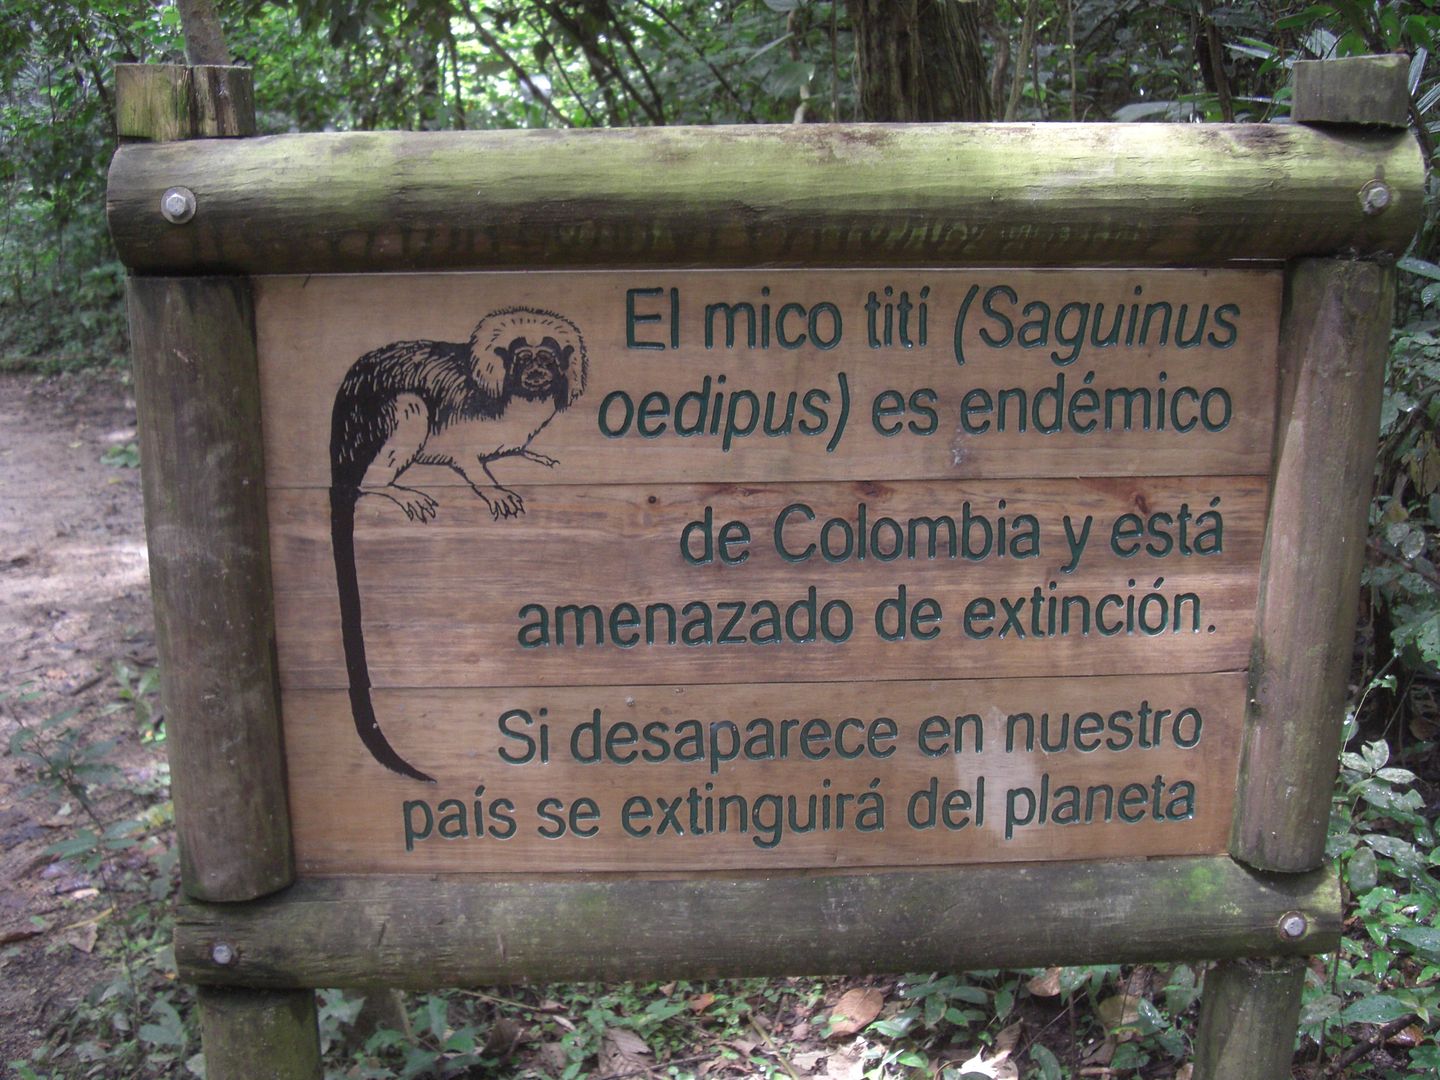 El mico tití (Saguinus
oedipus) es endémico
de Colombia y está
amenazado de extinción.
Si desaparece en nuestro
país se extinguirá del planeta